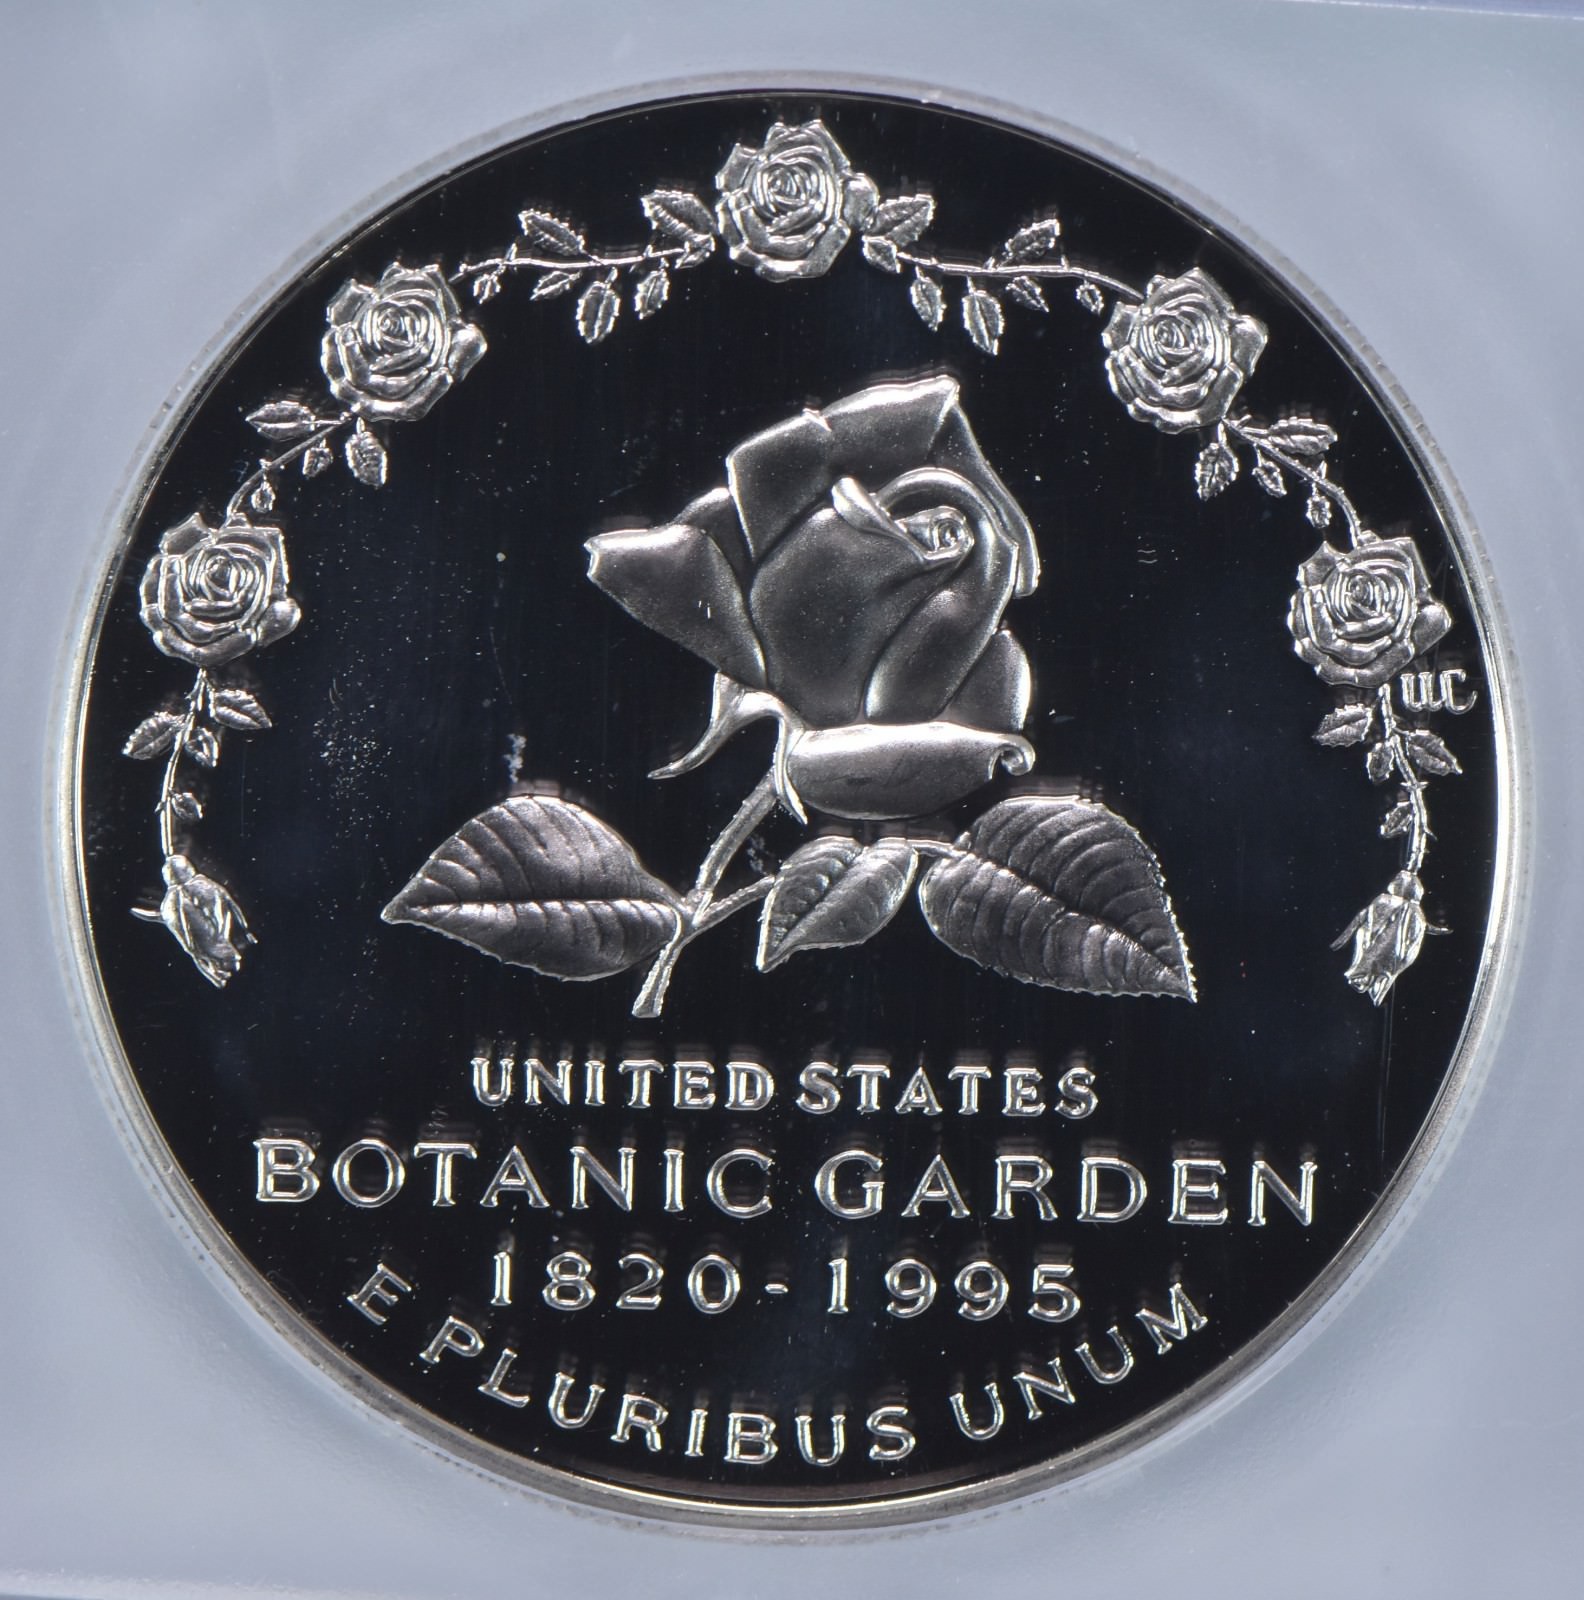 WC
UNITED STATES
BOTANIC GARDEN
1820-1995
E PLURIBUS UNUM